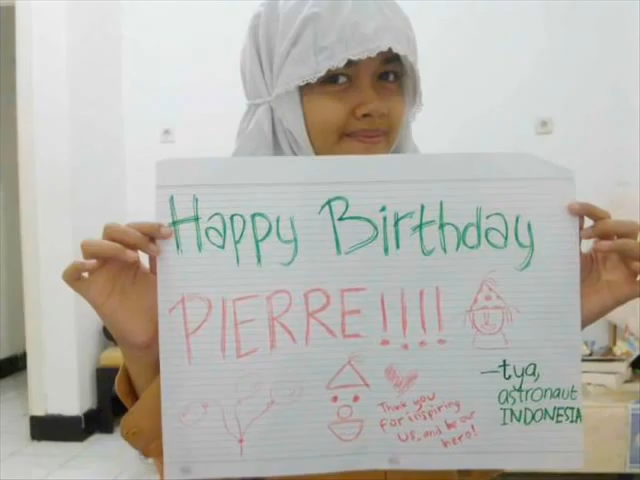 Happy Birthday
PIERRE!!!!
Thank you
for inspiring
us, and be our
hero!
—tya,
astronaut
INDONESIA